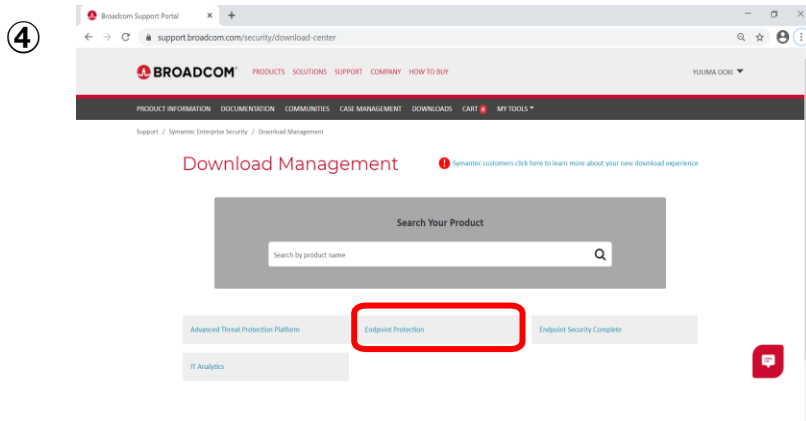 ④
Broadcom Support Portal
support.broadcom.com/security/download-center
BROADCOM PRODUCTS SOLUTIONS SUPPORT COMPANY HOW TO BUY YUUMA OOKI
PRODUCT INFORMATION DOCUMENTATION COMMUNITIES CASE MANAGEMENT DOWNLOADS CART 0 MY TOOLS
Support / Symantec Enterprise Security / Download Management
Download Management
Symantec customers click here to learn more about your new download experience
Search Your Product
Search by product name
Advanced Threat Protection Platform Endpoint Protection Endpoint Security Complete
IT Analytics